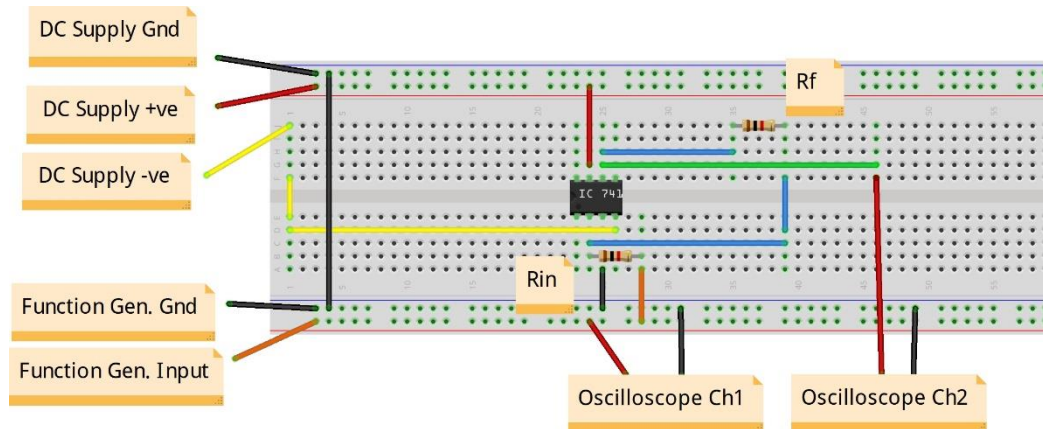 DC Supply Gnd
DC Supply +ve
DC Supply -ve
Function Gen. Gnd
Function Gen. Input
Rf
IC 741
Rin
Oscilloscope Ch1
Oscilloscope Ch2